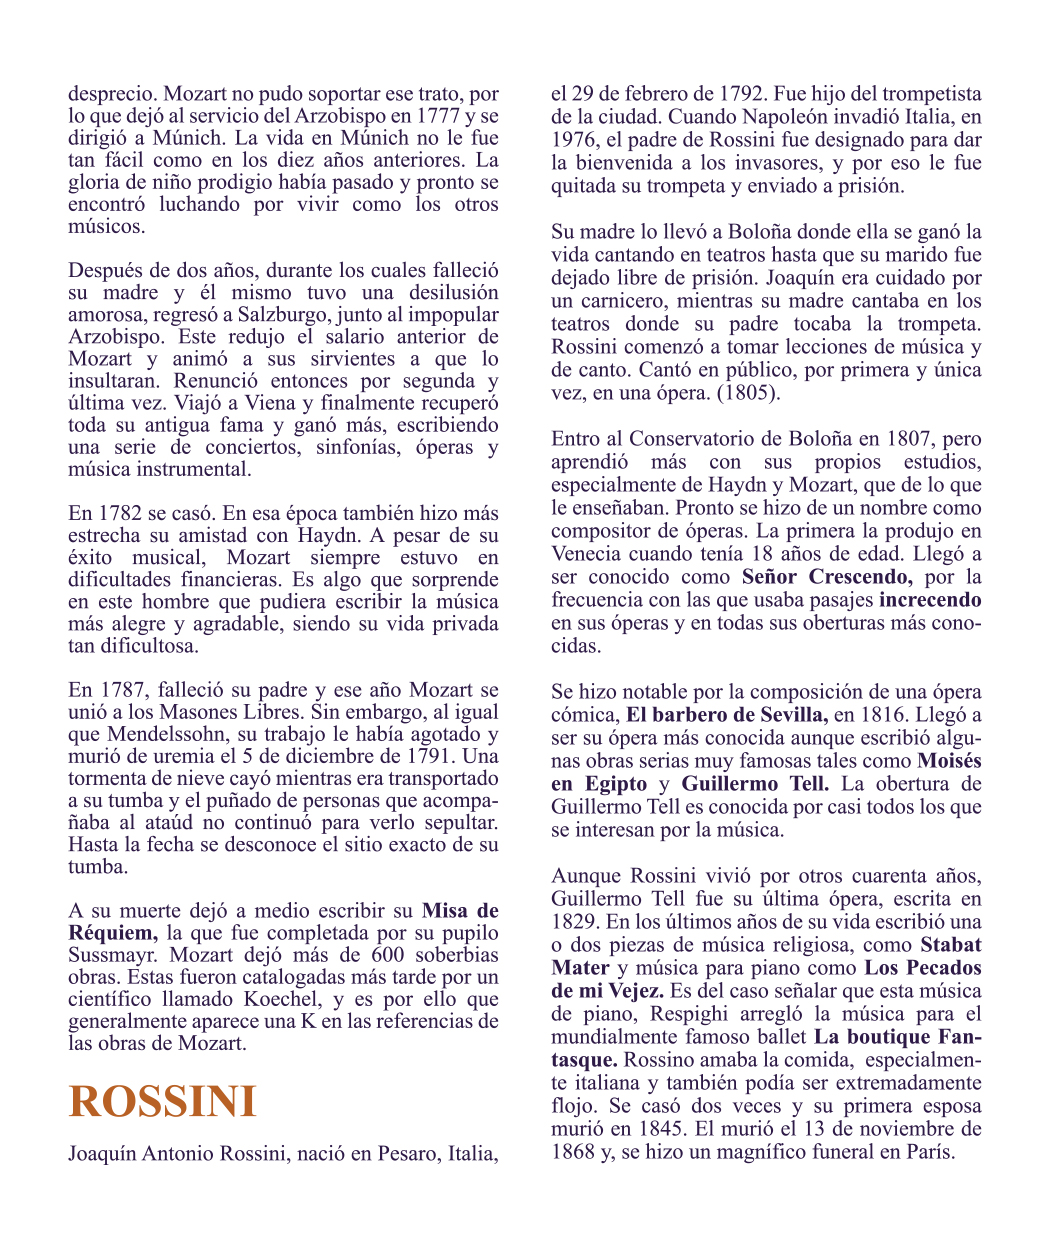 desprecio. Mozart no pudo soportar ese trato, por
lo que dejó al servicio del Arzobispo en 1777 y se
dirigió a Múnich. La vida en Múnich no le fue
tan fácil como en los diez años anteriores. La
gloria de niño prodigio había pasado y pronto se
encontró luchando por vivir como los otros
músicos.
Después de dos años, durante los cuales falleció
su madre y él mismo tuvo una desilusión
amorosa, regresó a Salzburgo, junto al impopular
Arzobispo. Este redujo el salario anterior de
Mozart y animó a sus sirvientes a que lo
insultaran. Renunció entonces por segunda y
última vez. Viajó a Viena y finalmente recuperó
toda su antigua fama y ganó más, escribiendo
una serie de conciertos, sinfonías, óperas y
música instrumental.
En 1782 se casó. En esa época también hizo más
estrecha su amistad con Haydn. A pesar de su
éxito musical, Mozart siempre estuvo en
dificultades financieras. Es algo que sorprende
en este hombre que pudiera escribir la música
más alegre y agradable, siendo su vida privada
tan dificultosa.
En 1787, falleció su padre y ese año Mozart se
unió a los Masones Libres. Sin embargo, al igual
que Mendelssohn, su trabajo le había agotado y
murió de uremia el 5 de diciembre de 1791. Una
tormenta de nieve cayó mientras era transportado
a su tumba y el puñado de personas que acompa-
ñaba al ataúd no continuó para verlo sepultar.
Hasta la fecha se desconoce el sitio exacto de su
tumba.
A su muerte dejó a medio escribir su Misa de
Réquiem, la que fue completada por su pupilo
Sussmayr. Mozart dejó más de 600 soberbias
obras. Estas fueron catalogadas más tarde por un
científico llamado Koechel, y es por ello que
generalmente aparece una K en las referencias de
las obras de Mozart.
ROSSINI
Joaquín Antonio Rossini, nació en Pesaro, Italia,
el 29 de febrero de 1792. Fue hijo del trompetista
de la ciudad. Cuando Napoleón invadió Italia, en
1976, el padre de Rossini fue designado para dar
la bienvenida a los invasores, y por eso le fue
quitada su trompeta y enviado a prisión.
Su madre lo llevó a Boloña donde ella se ganó la
vida cantando en teatros hasta que su marido fue
dejado libre de prisión. Joaquín era cuidado por
un carnicero, mientras su madre cantaba en los
teatros donde su padre tocaba la trompeta.
Rossini comenzó a tomar lecciones de música y
de canto. Cantó en público, por primera y única
vez, en una ópera. (1805).
Entro al Conservatorio de Boloña en 1807, pero
aprendió más con sus propios estudios,
especialmente de Haydn y Mozart, que de lo que
le enseñaban. Pronto se hizo de un nombre como
compositor de óperas. La primera la produjo en
Venecia cuando tenía 18 años de edad. Llegó a
ser conocido como Señor Crescendo, por la
frecuencia con las que usaba pasajes increcendo
en sus óperas y en todas sus oberturas más cono-
cidas.
Se hizo notable por la composición de una ópera
cómica, El barbero de Sevilla, en 1816. Llegó a
ser su ópera más conocida aunque escribió algu-
nas obras serias muy famosas tales como Moisés
en Egipto y Guillermo Tell. La obertura de
Guillermo Tell es conocida por casi todos los que
se interesan por la música.
Aunque Rossini vivió por otros cuarenta años,
Guillermo Tell fue su última ópera, escrita en
1829. En los últimos años de su vida escribió una
o dos piezas de música religiosa, como Stabat
Mater y música para piano como Los Pecados
de mi Vejez. Es del caso señalar que esta música
de piano, Respighi arregló la música para el
mundialmente famoso ballet La boutique Fan-
tasque. Rossino amaba la comida, especialmen-
te italiana y también podía ser extremadamente
flojo. Se casó dos veces y su primera esposa
murió en 1845. El murió el 13 de noviembre de
1868 y, se hizo un magnífico funeral en París.